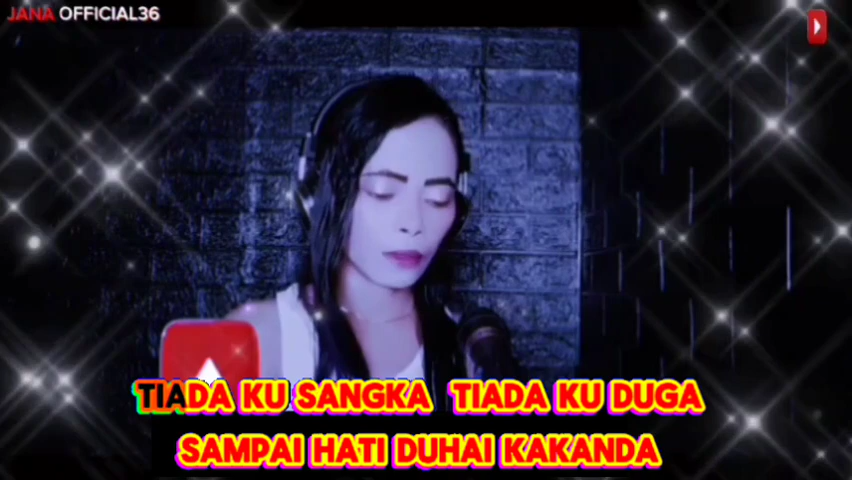 JANA OFFICIAL36
TIADA KU SANGKA TIADA KU DUGA
SAMPAI HATI DUHAI KAKANDA